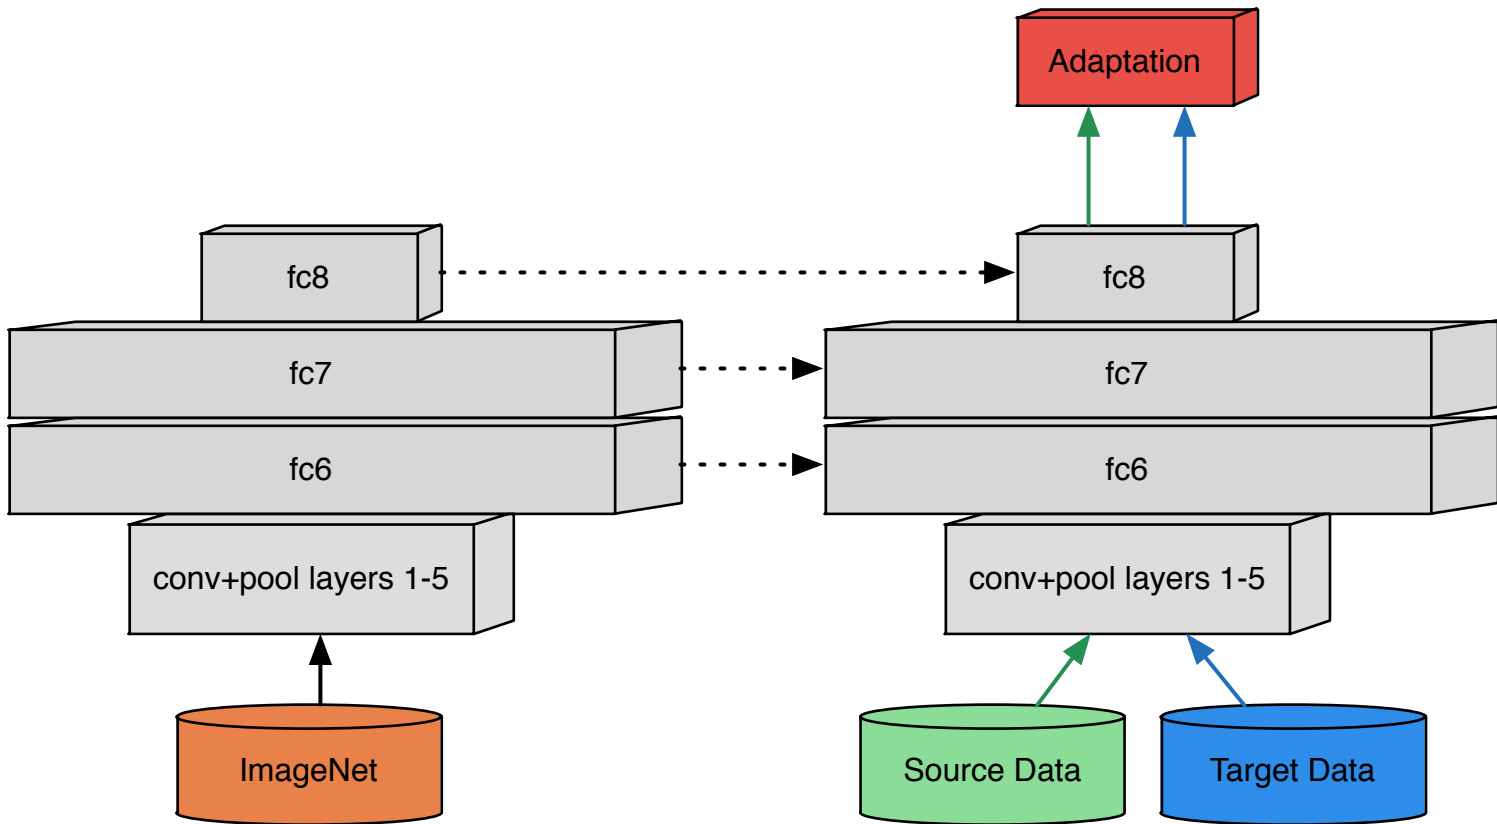 Adaptation
fc8
fc8
fc7
fc7
fc6
fc6
conv+pool layers 1-5
conv+pool layers 1-5
ImageNet
Source Data
Target Data